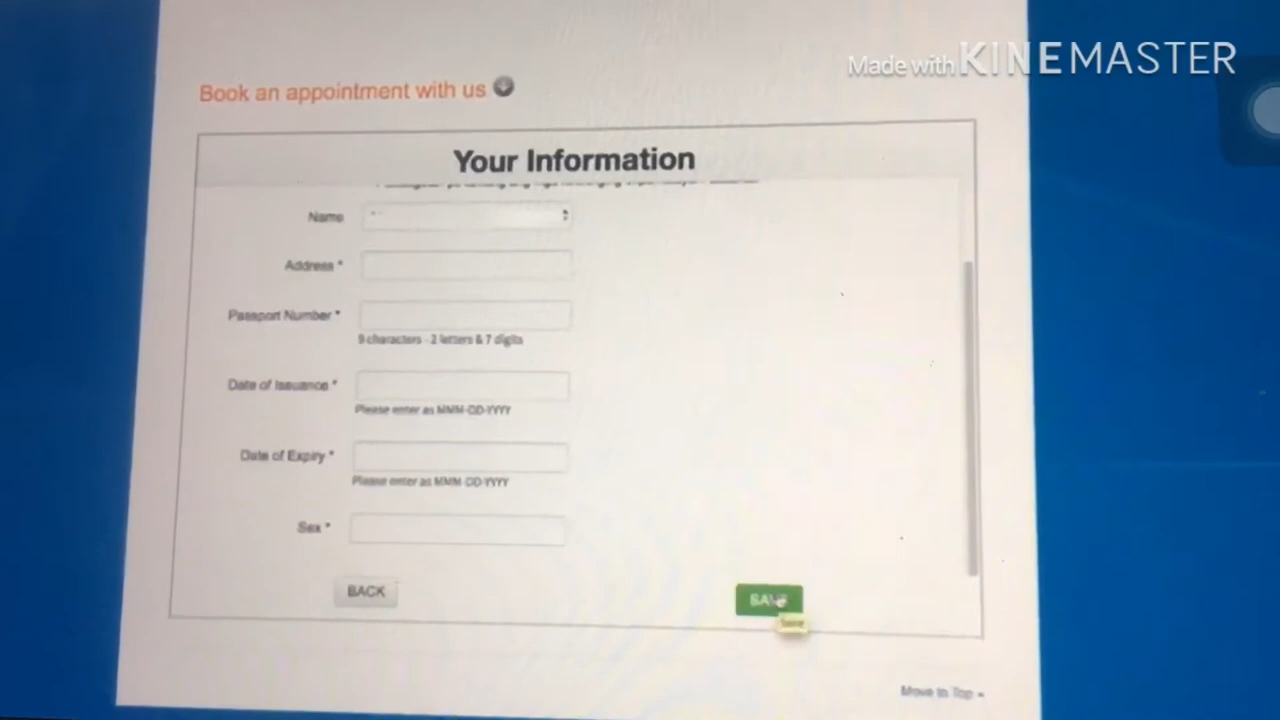 Made with KINEMASTER
Book an appointment with us
Your Information
Name
Address *
Passport Number *
9 characters - 2 letters & 7 digits
Date of Issuance *
Please enter as MMM-DD-YYYY
Date of Expiry *
Please enter as MMM-DD-YYYY
Sex *
BACK
SAVE
Save
Move to Top